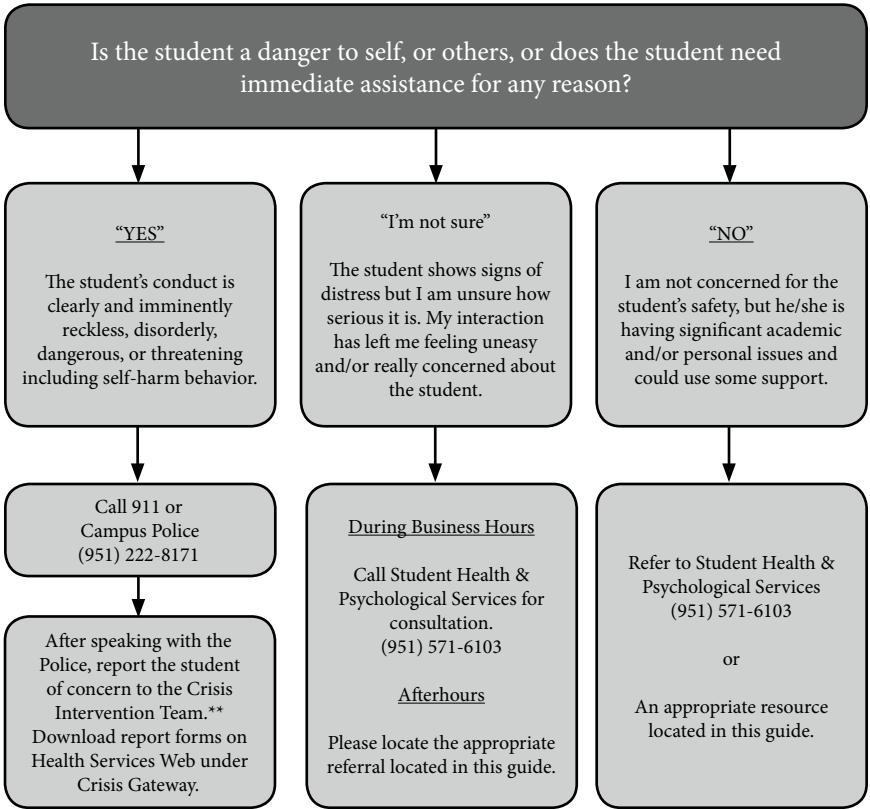 Is the student a danger to self, or others, or does the student need
immediate assistance for any reason?
“YES”
The student’s conduct is
clearly and imminently
reckless, disorderly,
dangerous, or threatening
including self-harm behavior.
“I’m not sure”
The student shows signs of
distress but I am unsure how
serious it is. My interaction
has left me feeling uneasy
and/or really concerned about
the student.
“NO”
I am not concerned for the
student’s safety, but he/she is
having significant academic
and/or personal issues and
could use some support.
Call 911 or
Campus Police
(951) 222-8171
After speaking with the
Police, report the student
of concern to the Crisis
Intervention Team.**
Download report forms on
Health Services Web under
Crisis Gateway.
During Business Hours
Call Student Health &
Psychological Services for
consultation.
(951) 571-6103
Afterhours
Please locate the appropriate
referral located in this guide.
Refer to Student Health &
Psychological Services
(951) 571-6103
or
An appropriate resource
located in this guide.